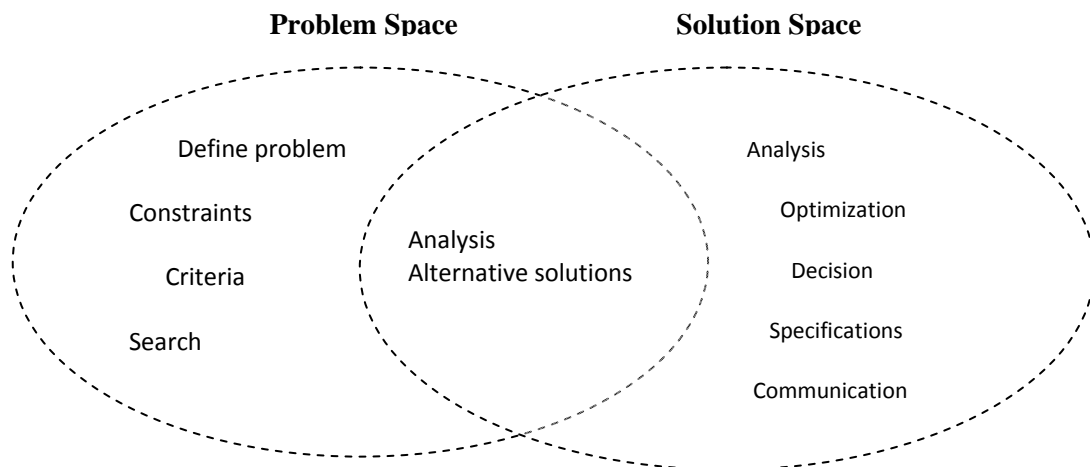 Problem Space
Solution Space
Define problem
Constraints
Criteria
Search
Analysis
Alternative solutions
Analysis
Optimization
Decision
Specifications
Communication